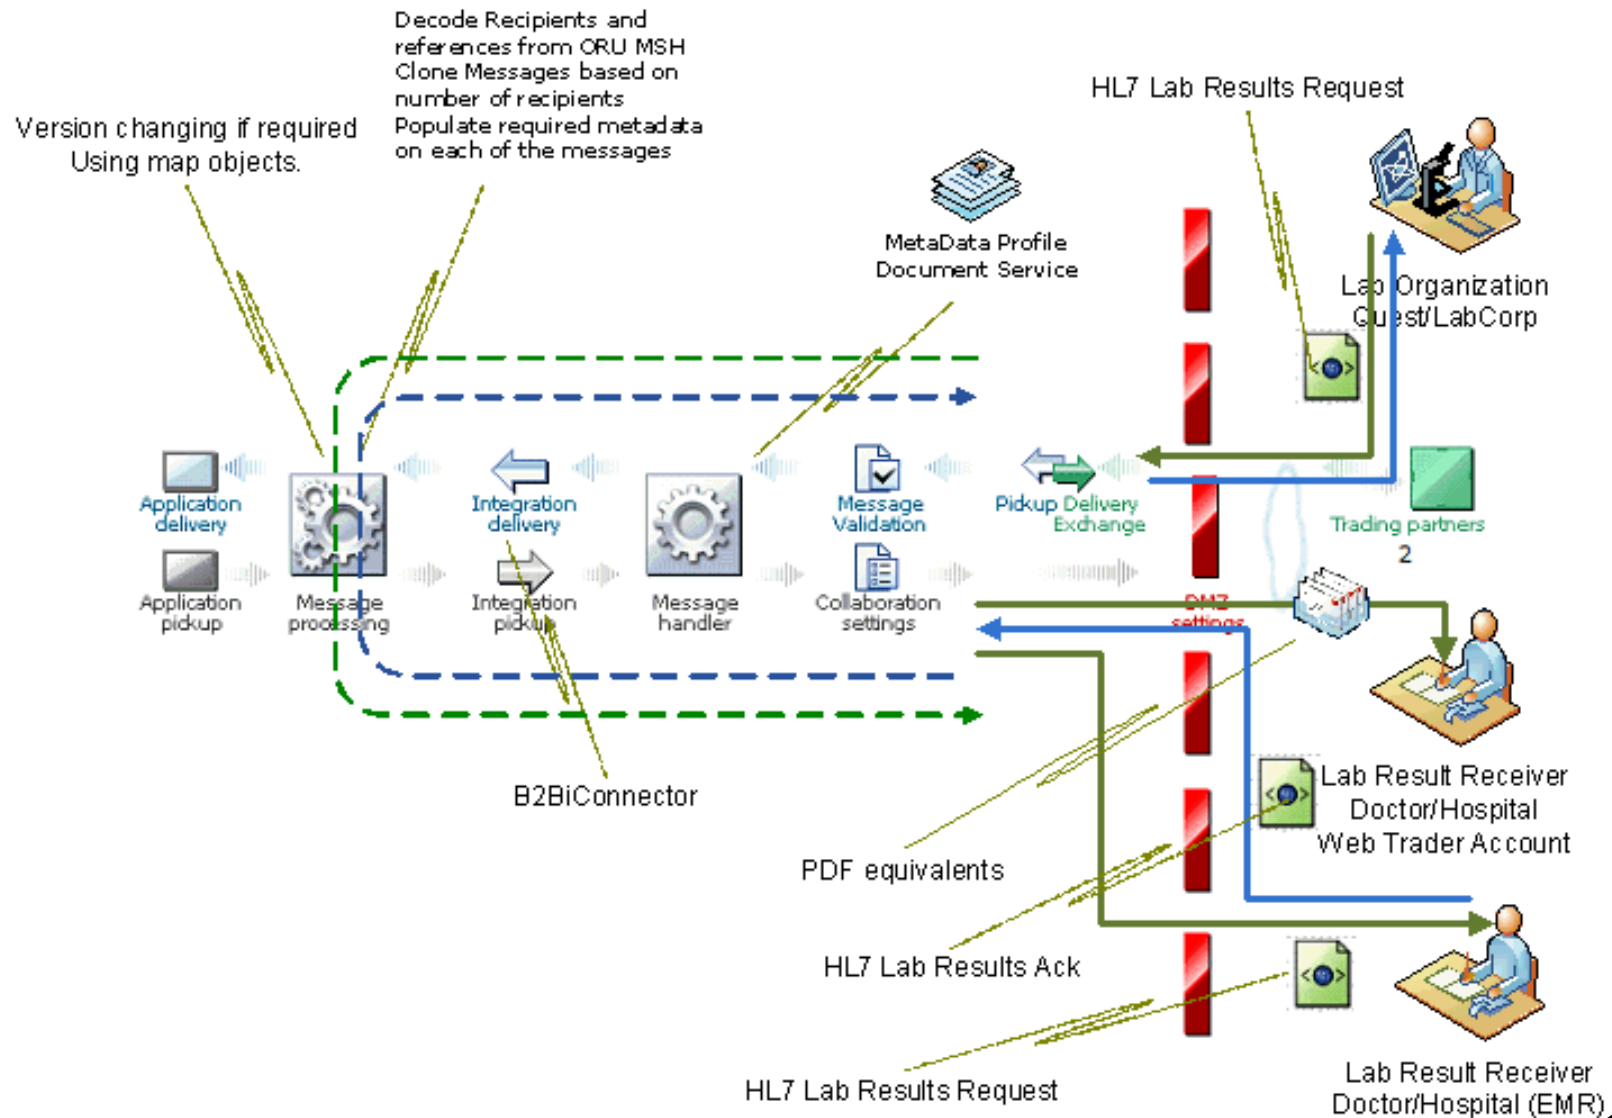 Decode Recipients and
references from ORU MSH
Clone Messages based on
number of recipients
Populate required metadata
on each of the messages
Version changing if required
Using map objects.
HL7 Lab Results Request
MetaData Profile
Document Service
Lab Organization
Quest/LabCorp
Application
delivery
Integration
delivery
Message
Validation
Pickup Delivery
Exchange
Trading partners
2
Application
pickup
Message
processing
Integration
pickup
Message
handler
Collaboration
settings
DMZ
settings
B2BiConnector
Lab Result Receiver
Doctor/Hospital
Web Trader Account
PDF equivalents
HL7 Lab Results Ack
HL7 Lab Results Request
Lab Result Receiver
Doctor/Hospital (EMR).